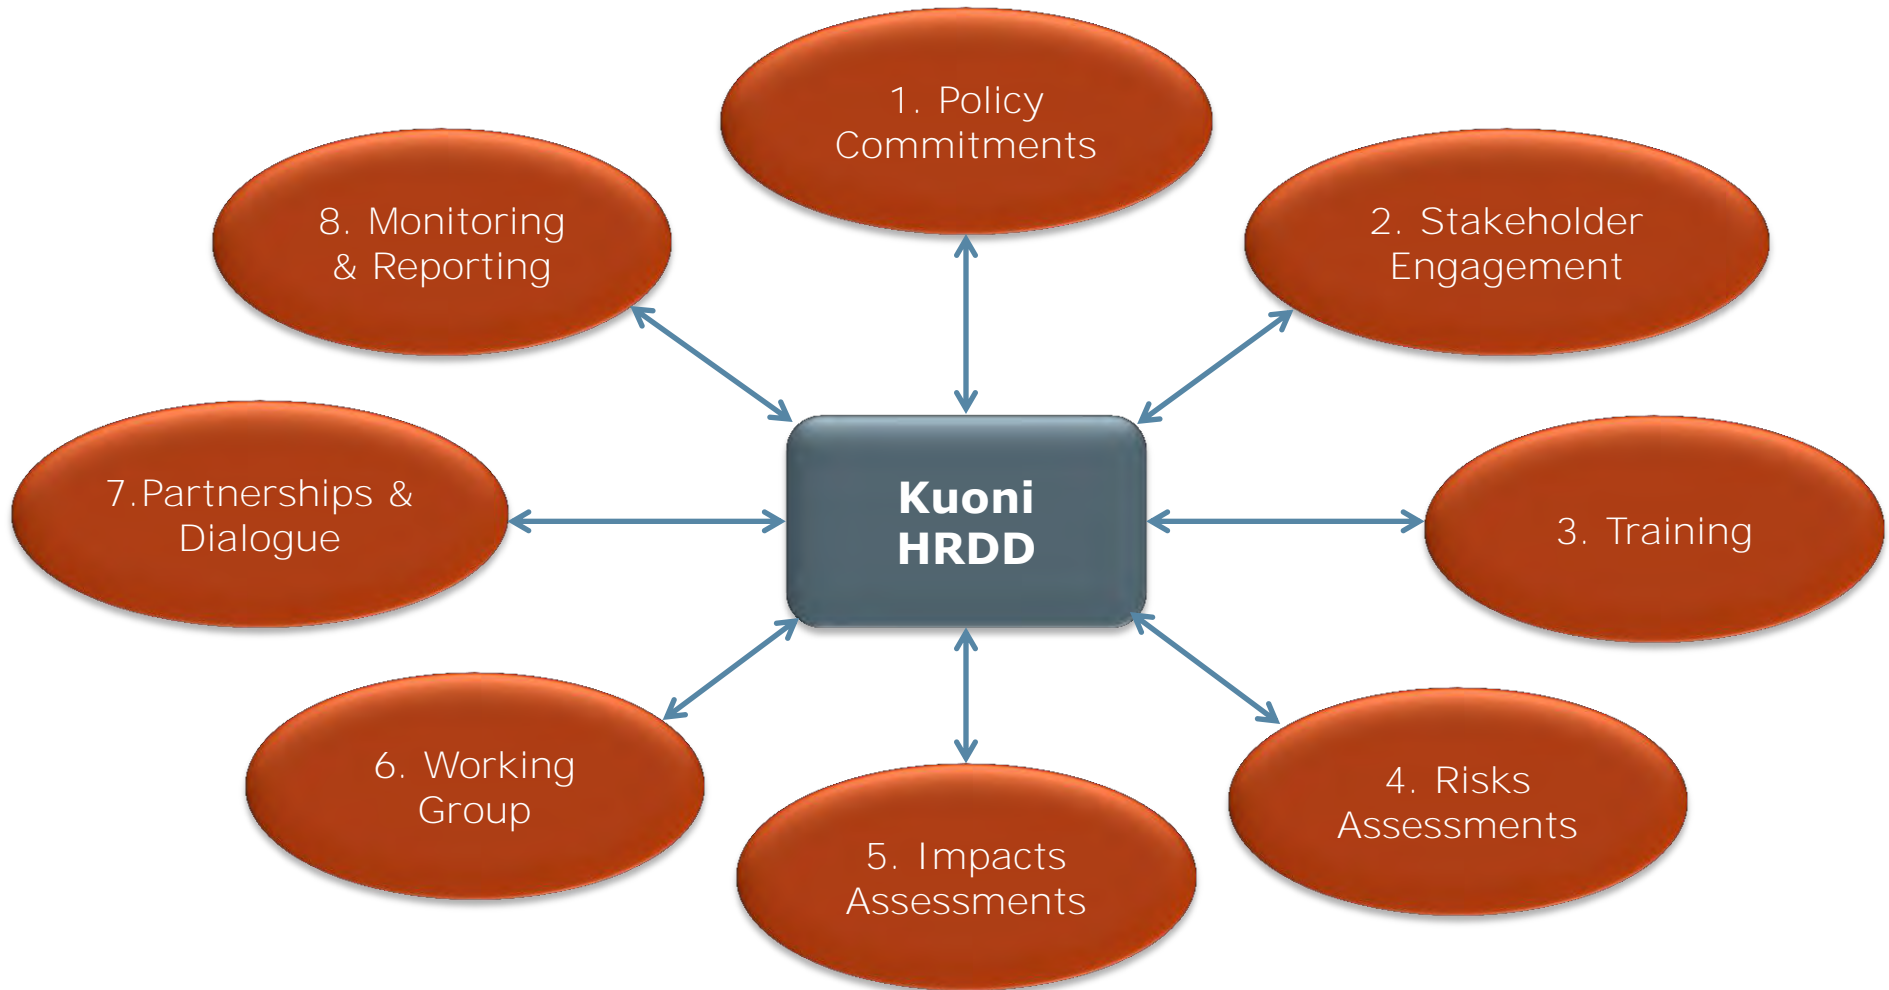 1. Policy
Commitments
2. Stakeholder
Engagement
3. Training
4. Risks
Assessments
5. Impacts
Assessments
6. Working
Group
7.Partnerships &
Dialogue
8. Monitoring
& Reporting
Kuoni
HRDD